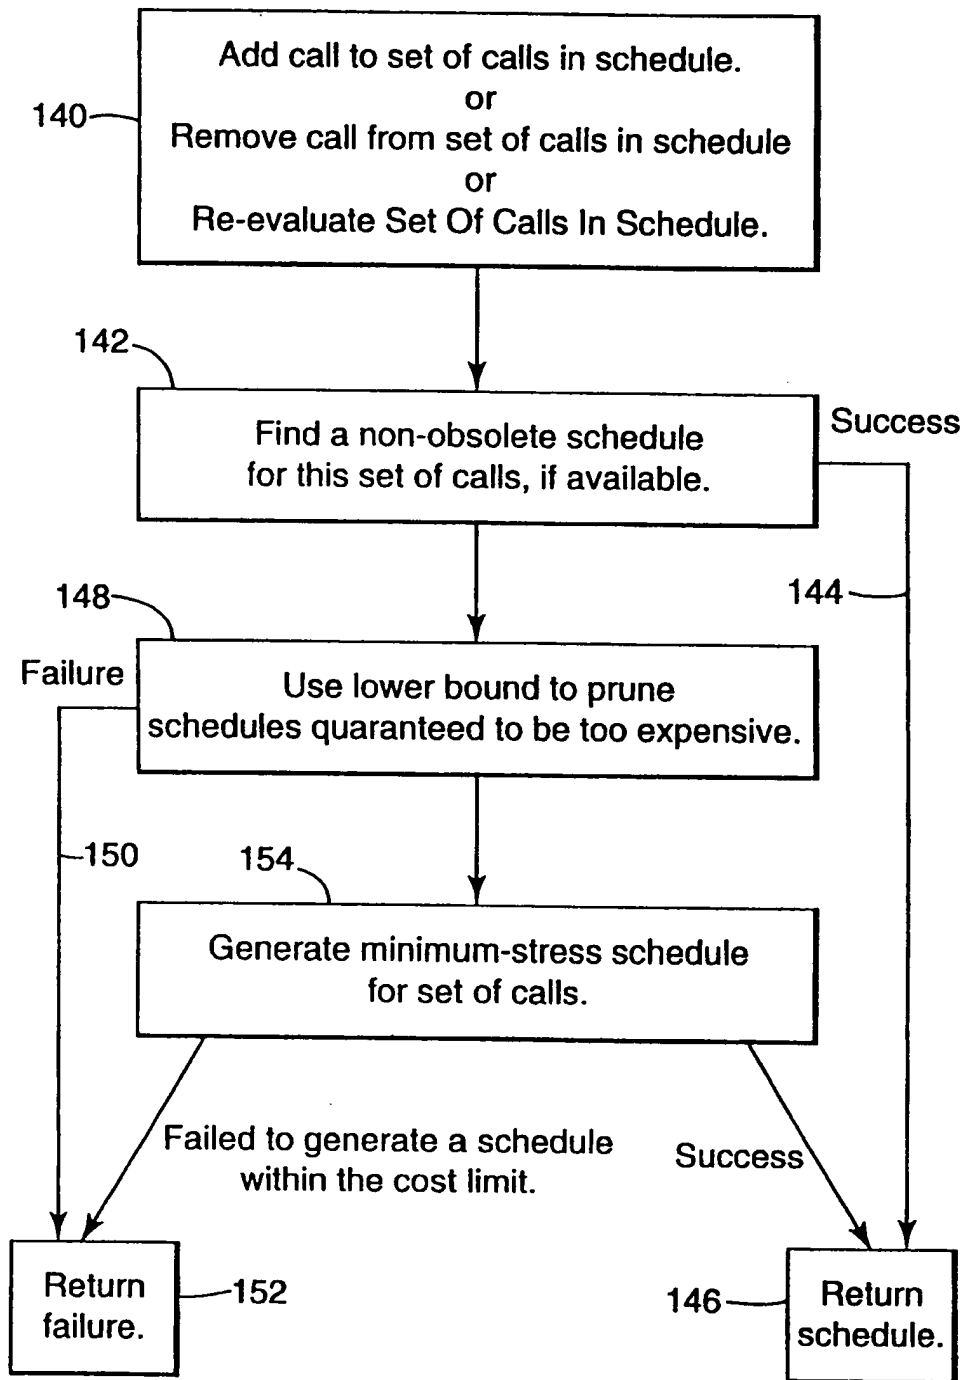 Add call to set of calls in schedule.
or
140
Remove call from set of calls in schedule
or
Re-evaluate Set Of Calls In Schedule.
142
Find a non-obsolete schedule
for this set of calls, if available.
Success
144
148
Failure
Use lower bound to prune
schedules quaranteed to be too expensive.
150
154
Generate minimum-stress schedule
for set of calls.
Failed to generate a schedule
within the cost limit.
Success
Return
failure.
152
146
Return
schedule.